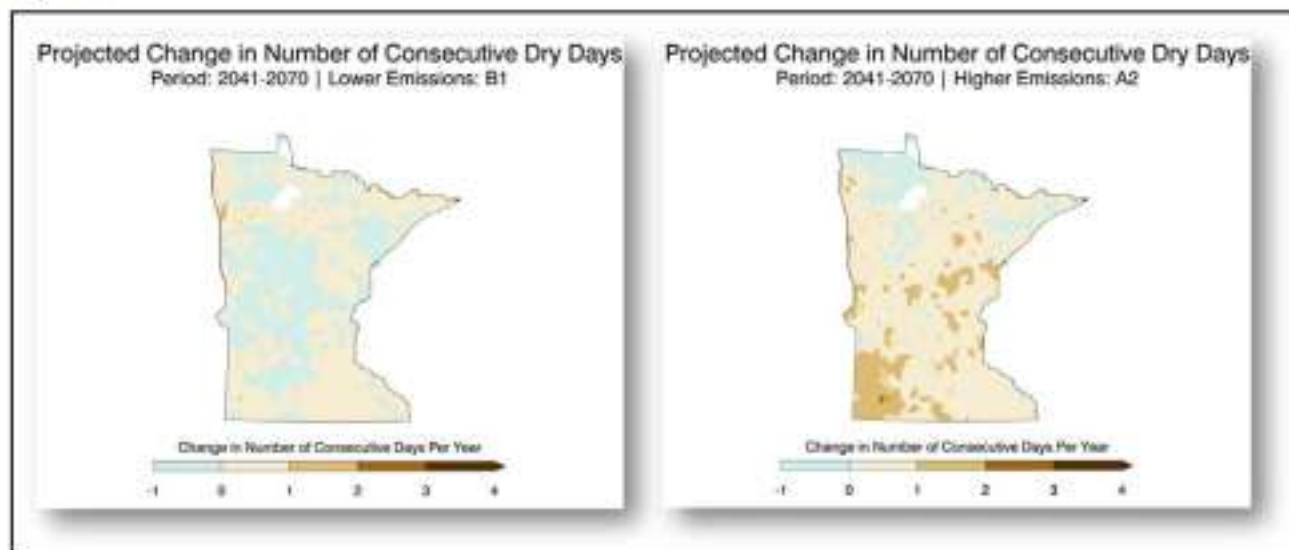 Projected Change in Number of Consecutive Dry Days
Period: 2041-2070 | Lower Emissions: B1
Change in Number of Consecutive Days Per Year
-1 0 1 2 3 4
Projected Change in Number of Consecutive Dry Days
Period: 2041-2070 | Higher Emissions: A2
Change in Number of Consecutive Days Per Year
-1 0 1 2 3 4